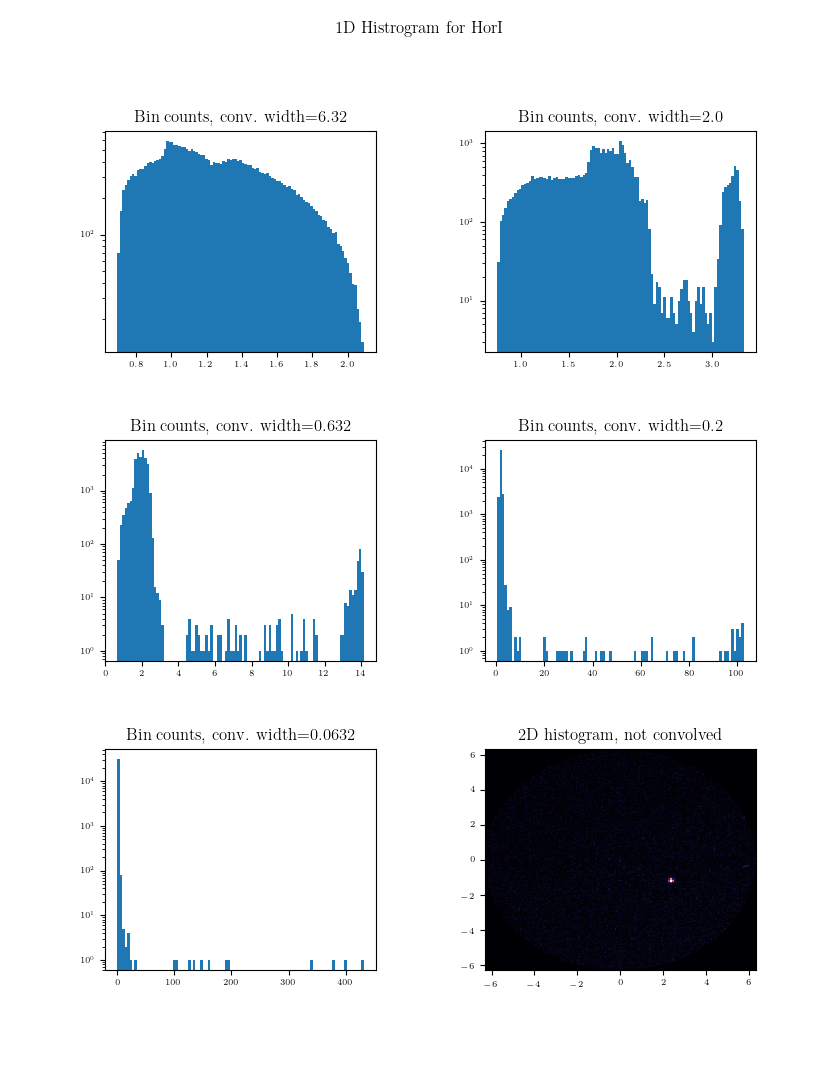 1D Histrogram for HorI
Bin counts, conv. width=6.32
Bin counts, conv. width=2.0
10²
0.8 1.0 1.2 1.4 1.6 1.8 2.0
10³
10²
10¹
1.0 1.5 2.0 2.5 3.0
Bin counts, conv. width=0.632
Bin counts, conv. width=0.2
10³
10²
10¹
10⁰
0 2 4 6 8 10 12 14
10⁴
10³
10²
10¹
10⁰
0 20 40 60 80 100
Bin counts, conv. width=0.0632
2D histogram, not convolved
10⁴
10³
10²
10¹
10⁰
0 100 200 300 400
6
4
2
0
−2
−4
−6
−6 −4 −2 0 2 4 6